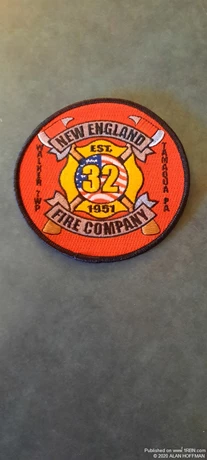 NEW ENGLAND
EST.
32
1951
FIRE COMPANY
WALKER TWP
TAMAQUA PA
Published on www.1RBN.com
© 2020 ALAN HOFFMAN